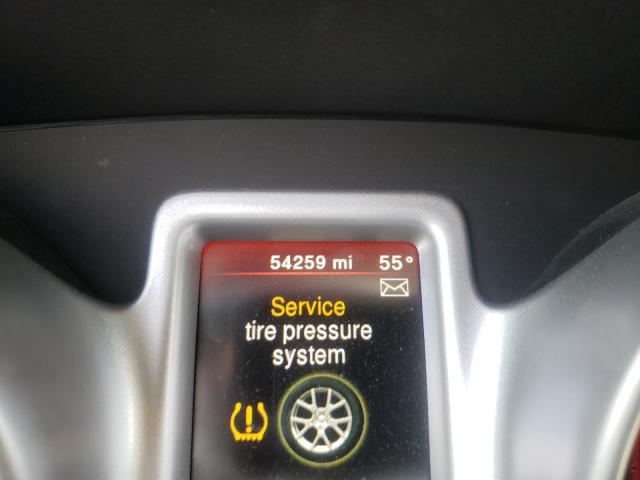 54259 mi 55°
Service
tire pressure
system